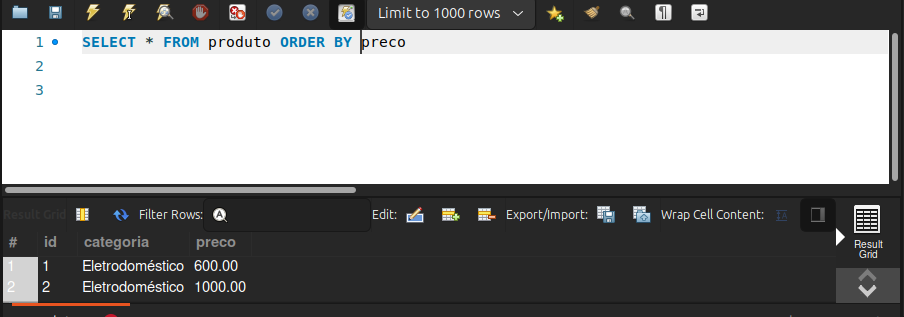 Limit to 1000 rows
1 SELECT * FROM produto ORDER BY preco
2
3
Result Grid Filter Rows: Edit: Export/Import: Wrap Cell Content:
Result
Grid
# id categoria preco
1 1 Eletrodoméstico 600.00
2 2 Eletrodoméstico 1000.00